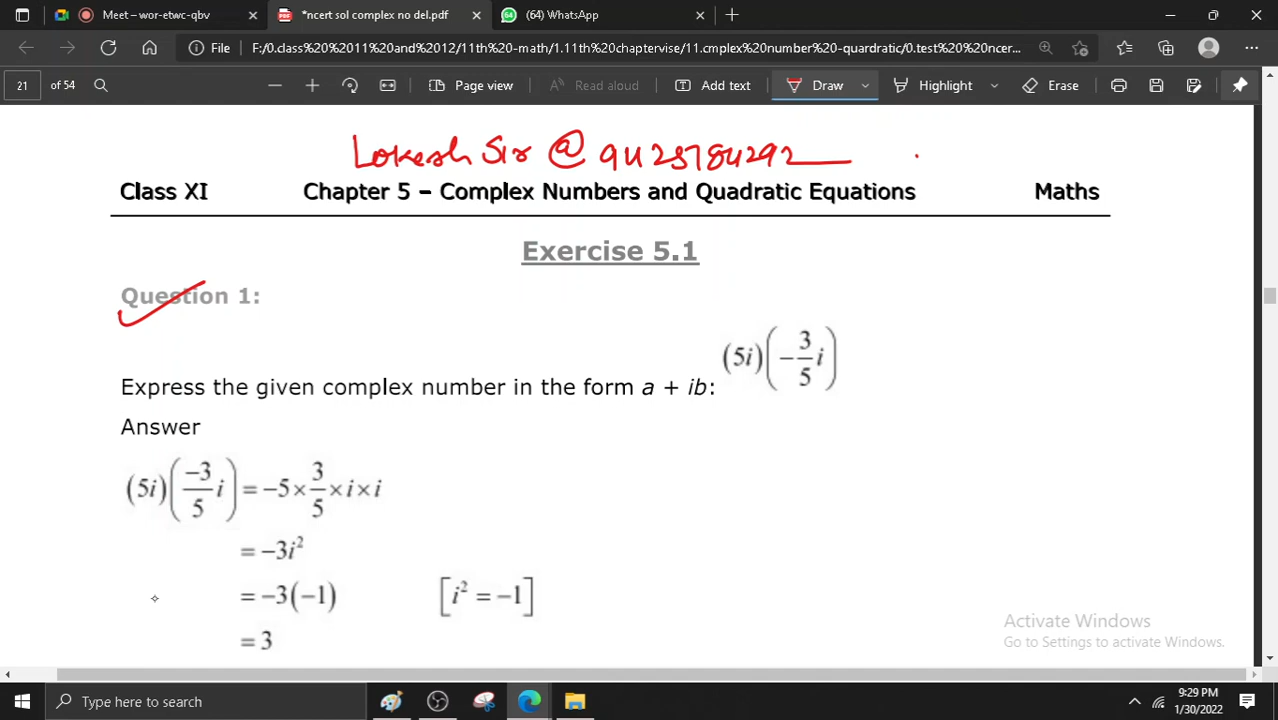 Meet – wor-etwc-qbv
*ncert sol complex no del.pdf
(64) WhatsApp
File F:/0.class%20%2011%20and%2012/11th%20-math/1.11th%20chaptervise/11.cmplex%20number%20-quardratic/0.test%20%20ncer...
21 of 54
Page view
Read aloud
Add text
Draw
Highlight
Erase
Lokesh Sir @ 9425784292
Class XI Chapter 5 – Complex Numbers and Quadratic Equations Maths
Exercise 5.1
Question 1:
Express the given complex number in the form a + ib: (5i)(−3/5 i)
Answer
(5i)(−3/5 i) = −5 × 3/5 × i × i
= −3i²
= −3(−1) [i² = −1]
= 3
Activate Windows
Go to Settings to activate Windows.
Type here to search
9:29 PM
1/30/2022